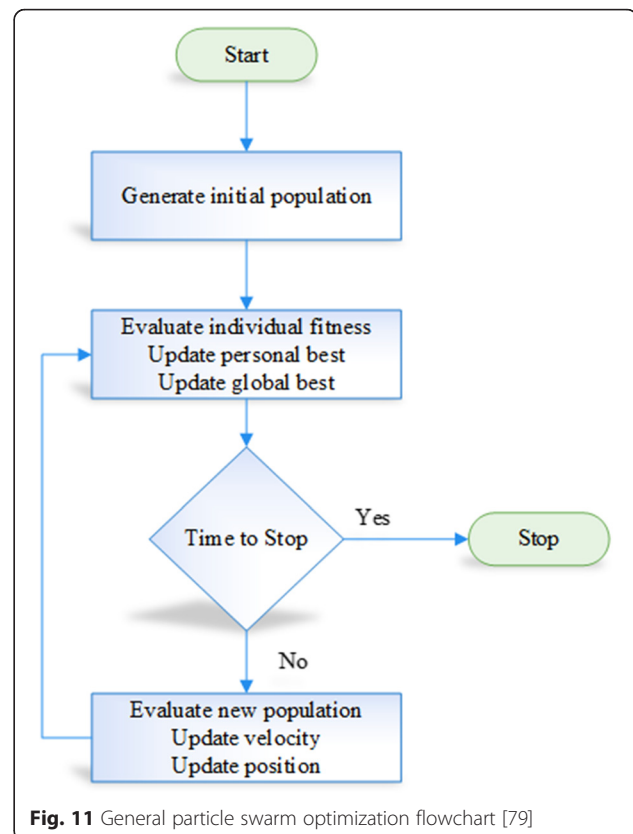 Start
Generate initial population
Evaluate individual fitness
Update personal best
Update global best
Time to Stop
Yes
Stop
No
Evaluate new population
Update velocity
Update position
Fig. 11 General particle swarm optimization flowchart [79]